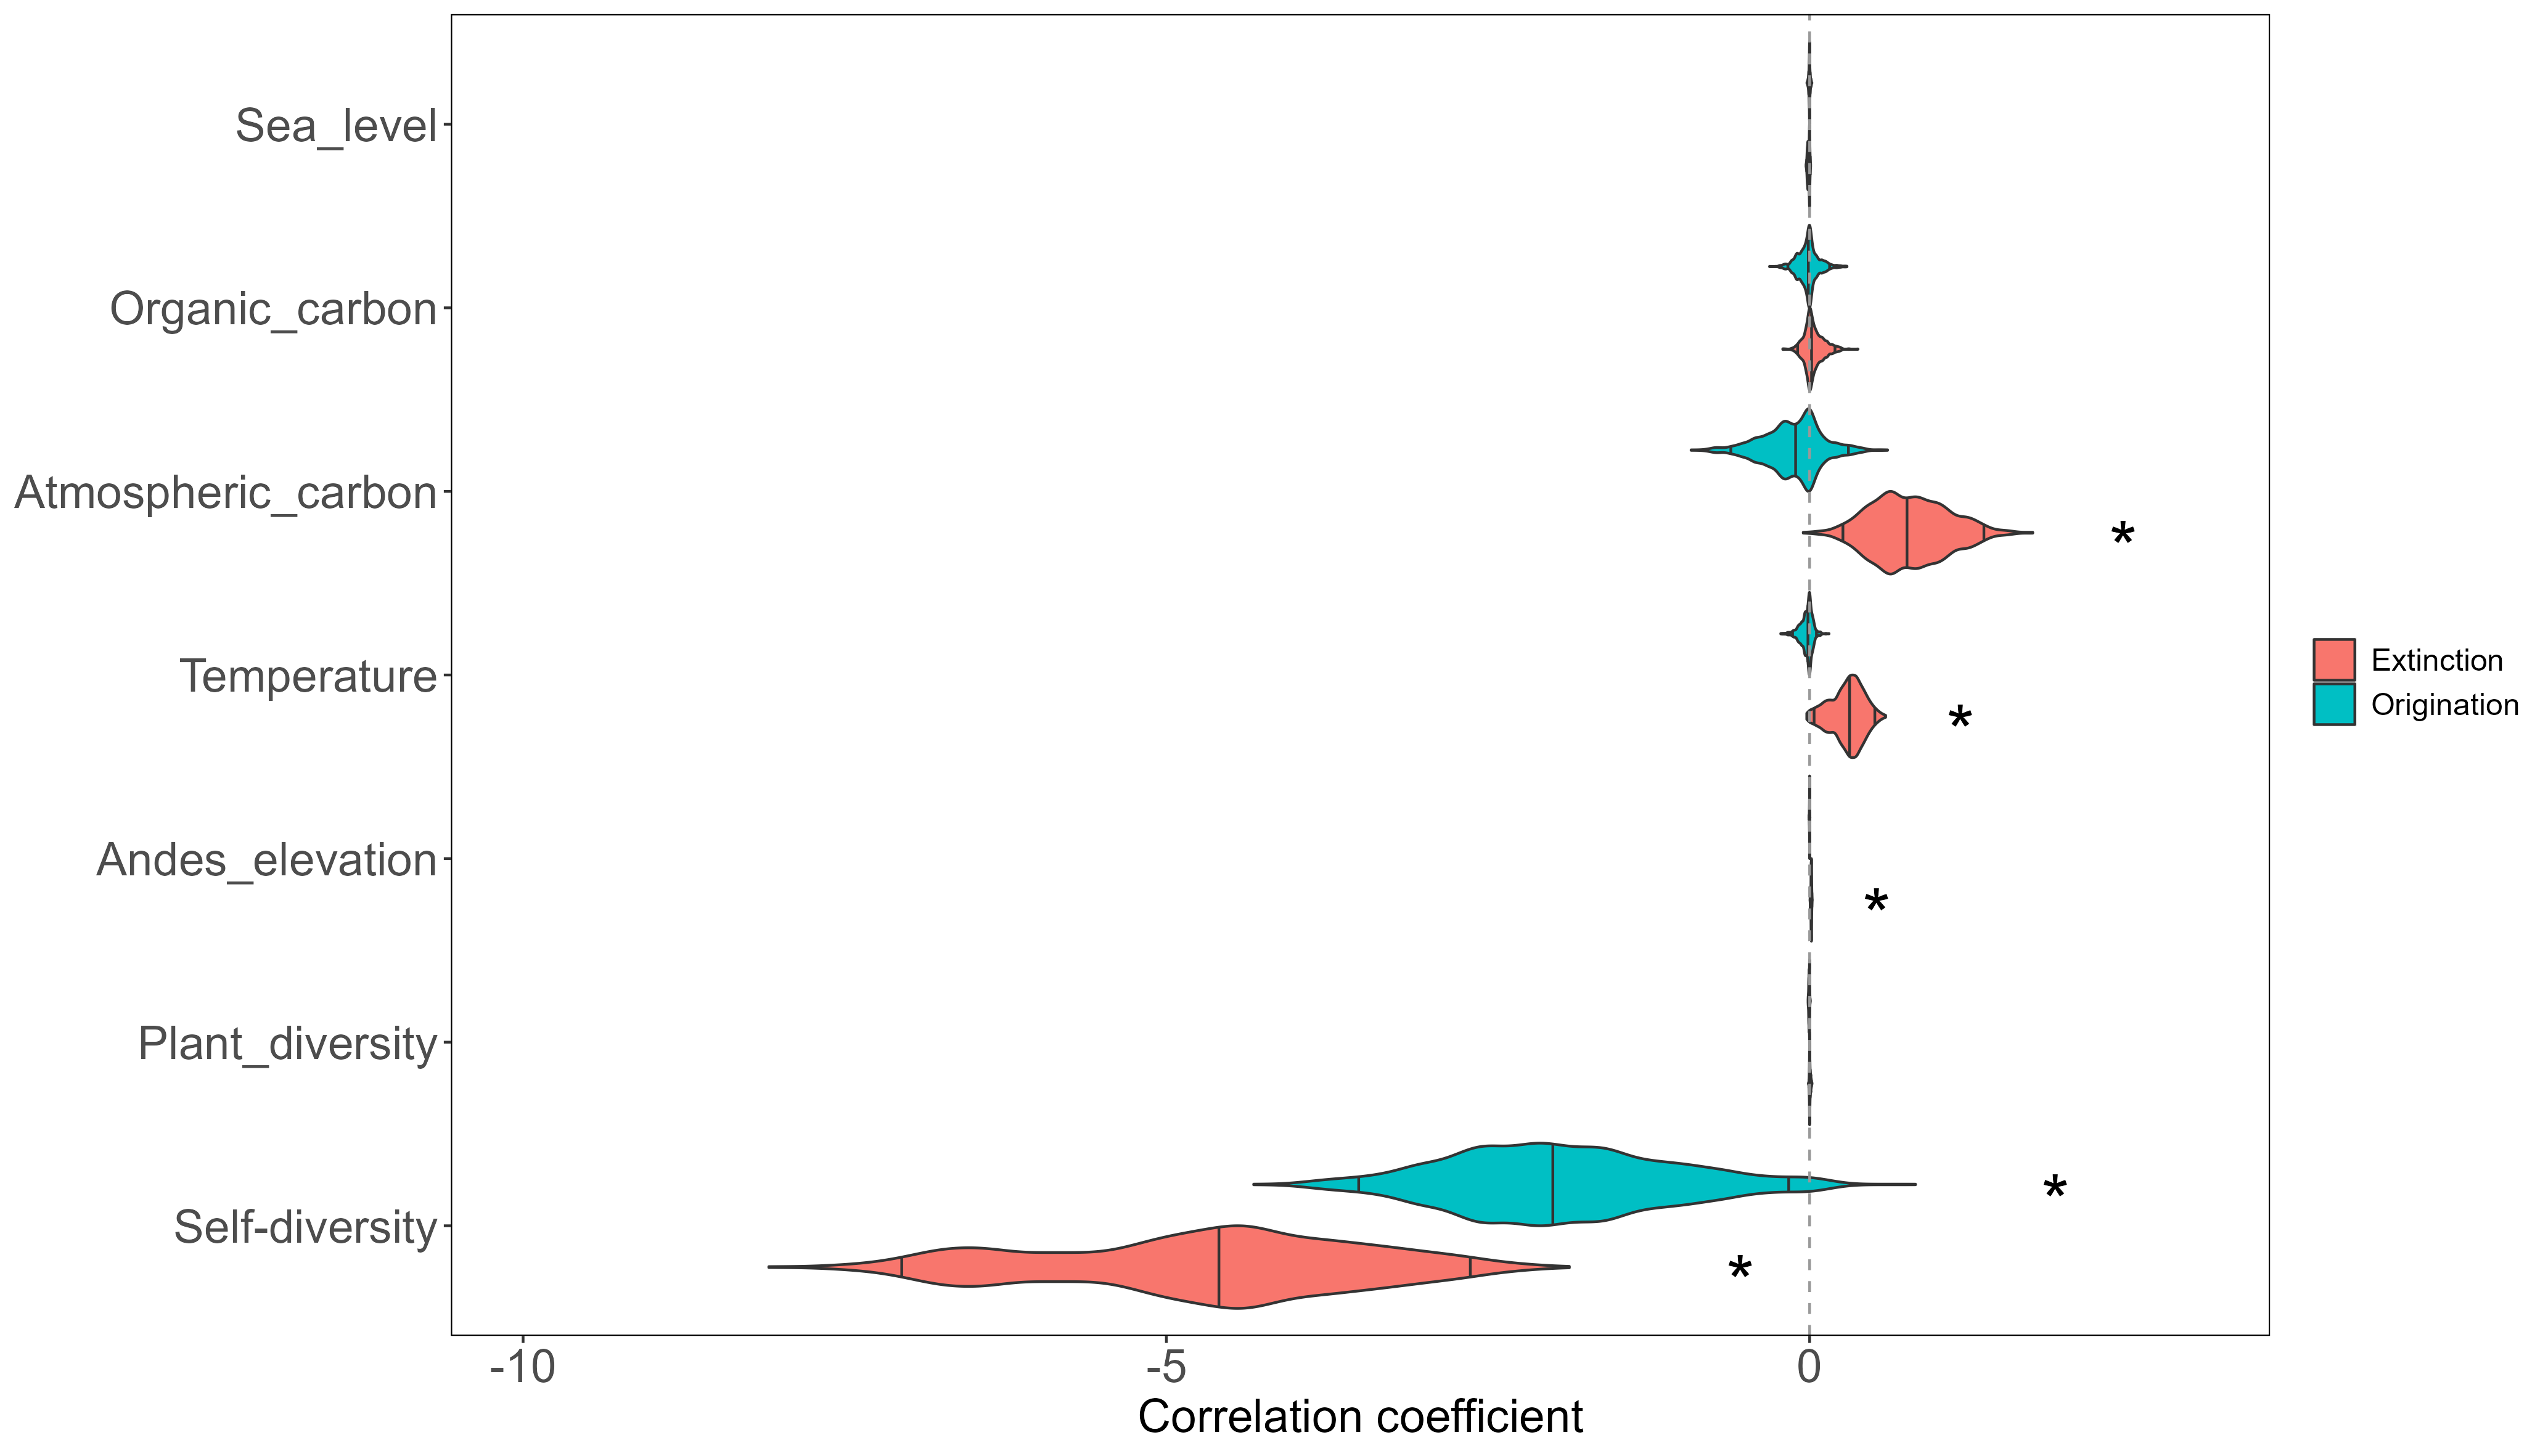 Sea_level
Organic_carbon
Atmospheric_carbon
*
Temperature
*
Andes_elevation
*
Plant_diversity
Self-diversity
*
*
-10
-5
0
Correlation coefficient
Extinction
Origination